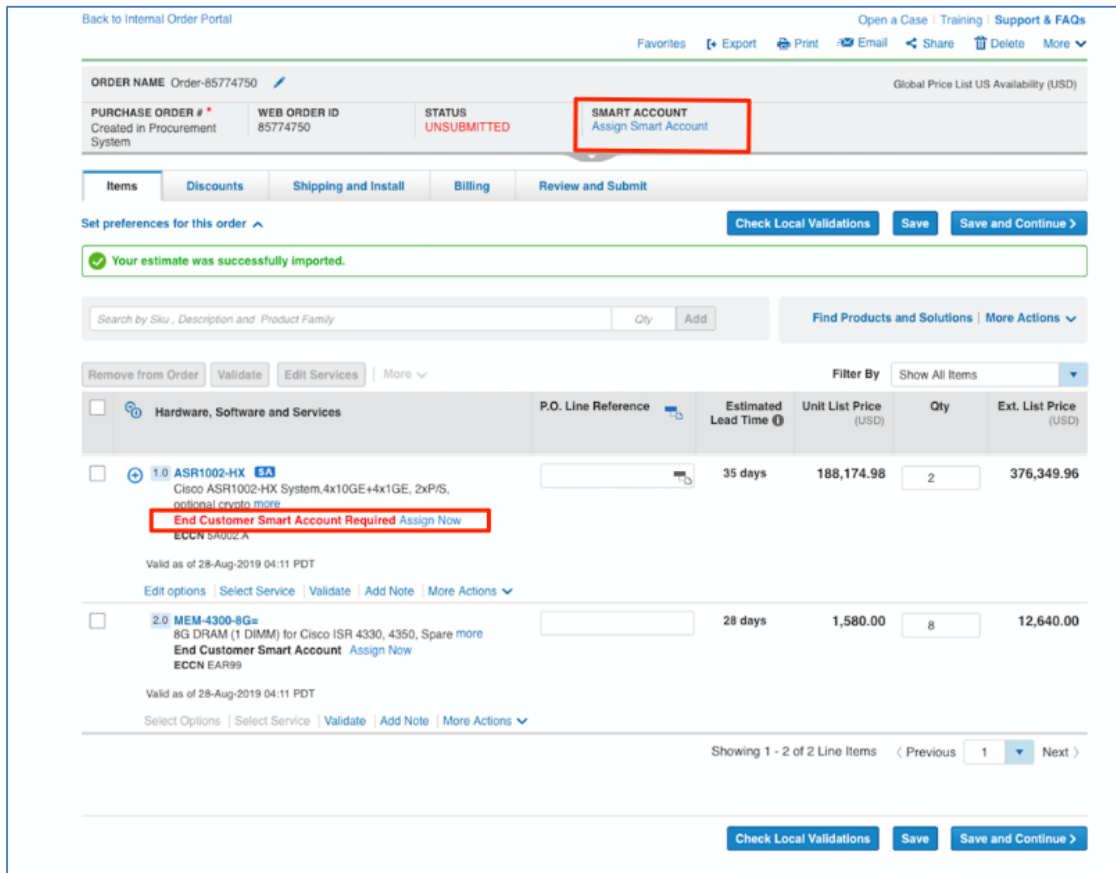 Back to Internal Order Portal
Open a Case | Training | Support & FAQs
Favorites Export Print Email Share Delete More
ORDER NAME Order-85774750
Global Price List US Availability (USD)
PURCHASE ORDER # * WEB ORDER ID STATUS SMART ACCOUNT
Created in Procurement 85774750 UNSUBMITTED Assign Smart Account
System
Items Discounts Shipping and Install Billing Review and Submit
Set preferences for this order Check Local Validations Save Save and Continue >
Your estimate was successfully imported.
Search by Sku , Description and Product Family Qty Add Find Products and Solutions | More Actions
Remove from Order Validate Edit Services | More Filter By Show All Items
Hardware, Software and Services P.O. Line Reference Estimated Unit List Price Qty Ext. List Price
Lead Time (USD) (USD)
1.0 ASR1002-HX SA 35 days 188,174.98 2 376,349.96
Cisco ASR1002-HX System,4x10GE+4x1GE, 2xP/S,
optional crypto more
End Customer Smart Account Required Assign Now
ECCN 5A002.A
Valid as of 28-Aug-2019 04:11 PDT
Edit options | Select Service | Validate | Add Note | More Actions
2.0 MEM-4300-8G= 28 days 1,580.00 8 12,640.00
8G DRAM (1 DIMM) for Cisco ISR 4330, 4350, Spare more
End Customer Smart Account Assign Now
ECCN EAR99
Valid as of 28-Aug-2019 04:11 PDT
Select Options | Select Service | Validate | Add Note | More Actions
Showing 1 - 2 of 2 Line Items Previous 1 Next
Check Local Validations Save Save and Continue >